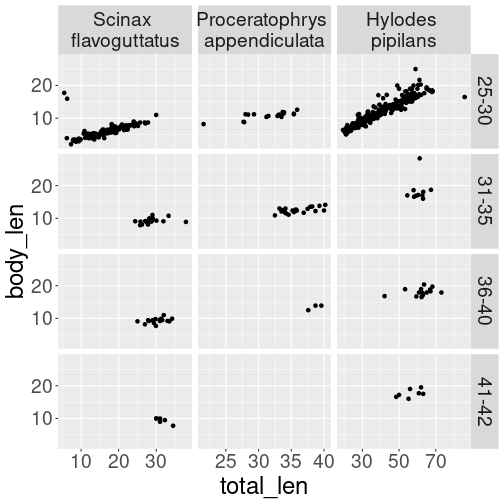 Scinax Proceratophrys Hylodes
flavoguttatus appendiculata pipilans
20
10
25-30
20
10
31-35
body_len
20
10
36-40
20
10
41-42
10 20 30 25 30 35 40 30 50 70
total_len